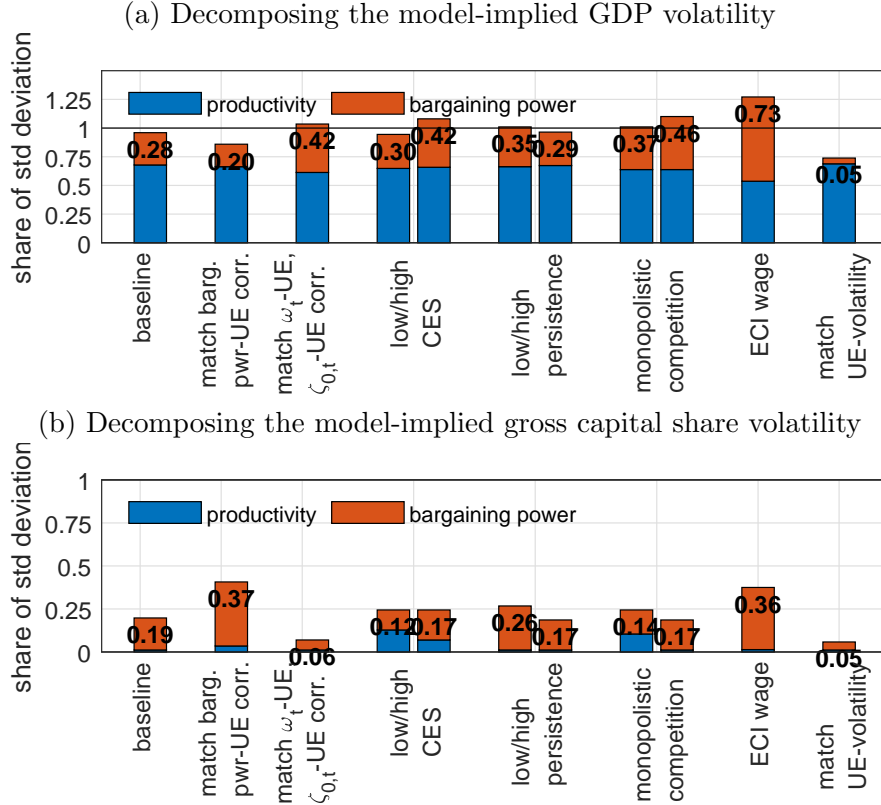 (a) Decomposing the model-implied GDP volatility
share of std deviation
1.25
1
0.75
0.5
0.25
0
productivity
bargaining power
0.28
0.20
0.42
0.30
0.42
0.35
0.29
0.37
0.46
0.73
0.05
baseline
match barg.
pwr-UE corr.
match ωt-UE,
ζ0,t-UE corr.
low/high
CES
low/high
persistence
monopolistic
competition
ECI wage
match
UE-volatility
(b) Decomposing the model-implied gross capital share volatility
share of std deviation
1
0.75
0.5
0.25
0
productivity
bargaining power
0.19
0.37
0.06
0.12
0.17
0.26
0.17
0.14
0.17
0.36
0.05
baseline
match barg.
pwr-UE corr.
match ωt-UE
ζ0,t-UE corr.
low/high
CES
low/high
persistence
monopolistic
competition
ECI wage
match
UE-volatility